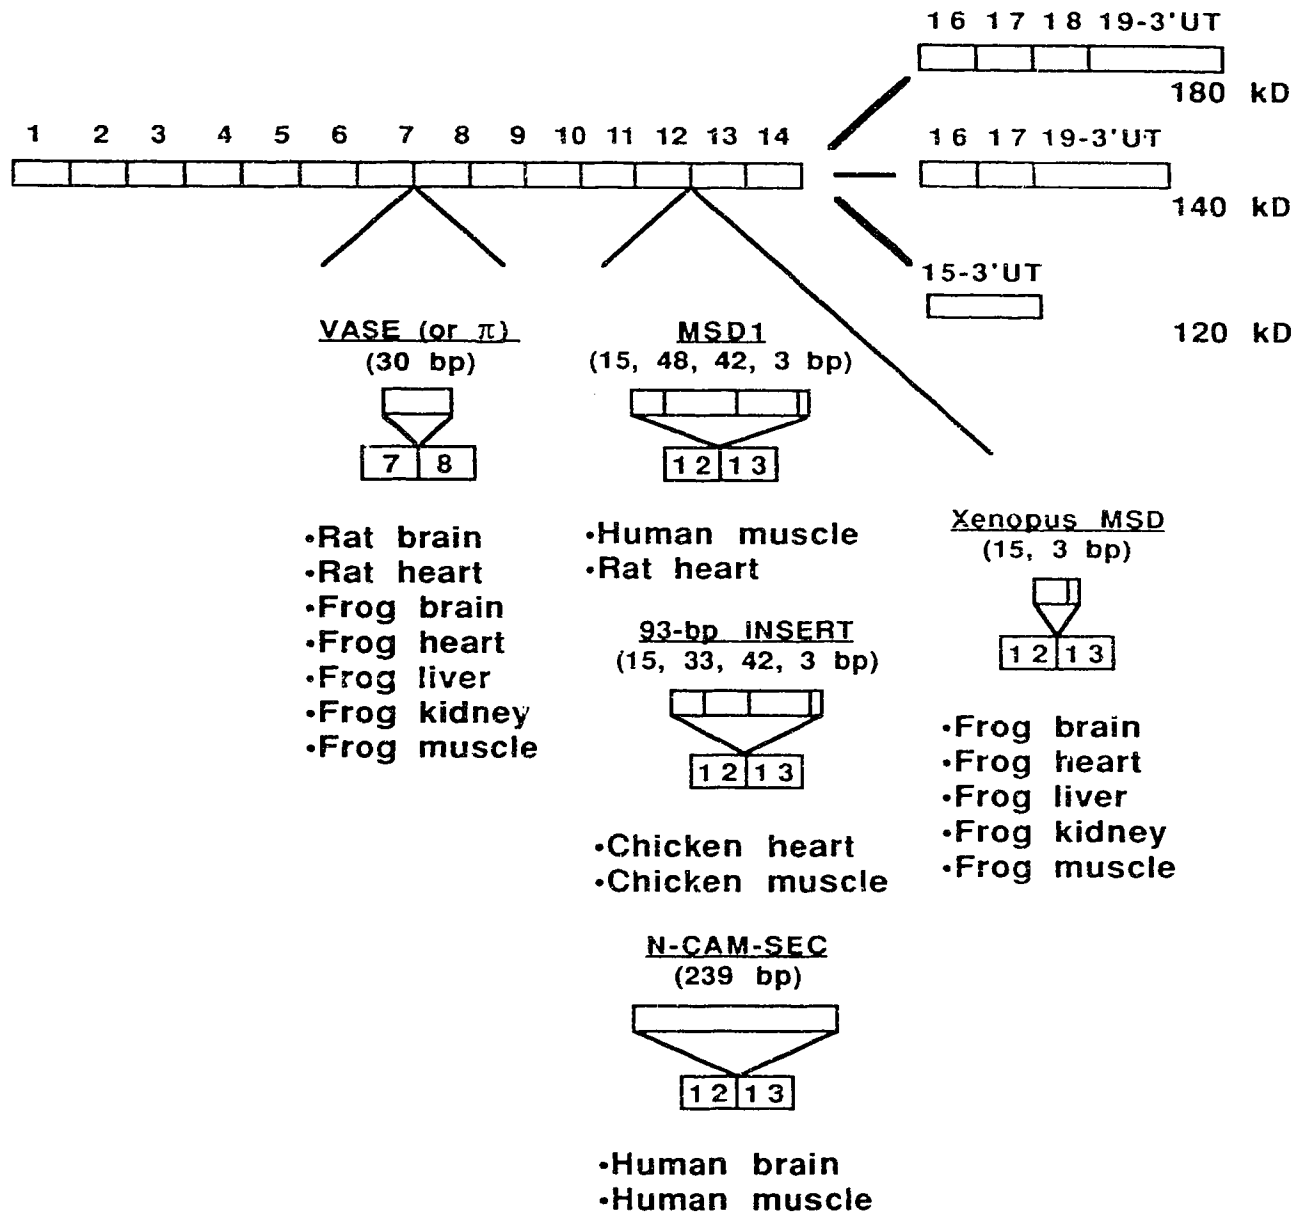 16 17 18 19-3'UT
180 kD
1 2 3 4 5 6 7 8 9 10 11 12 13 14
16 17 19-3'UT
140 kD
15-3'UT
120 kD
VASE (or π)
(30 bp)
7 8
•Rat brain
•Rat heart
•Frog brain
•Frog heart
•Frog liver
•Frog kidney
•Frog muscle
MSD1
(15, 48, 42, 3 bp)
12 13
•Human muscle
•Rat heart
93-bp INSERT
(15, 33, 42, 3 bp)
12 13
•Chicken heart
•Chicken muscle
N-CAM-SEC
(239 bp)
12 13
•Human brain
•Human muscle
Xenopus MSD
(15, 3 bp)
12 13
•Frog brain
•Frog heart
•Frog liver
•Frog kidney
•Frog muscle